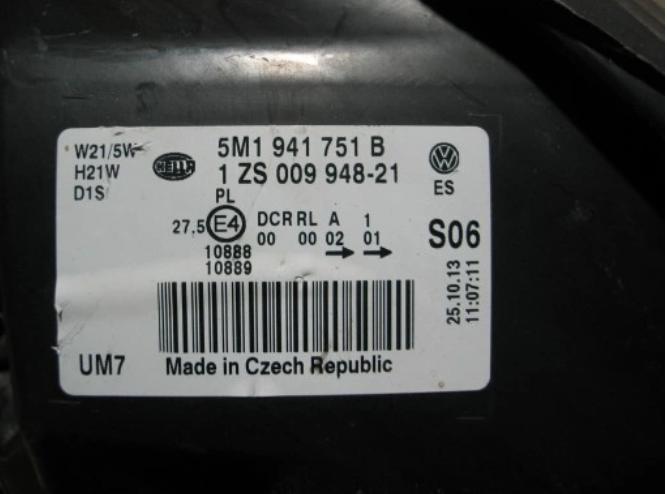 W21/5W
H21W
D1S
HELLA
5M1 941 751 B
1 ZS 009 948-21
VW
ES
PL
27,5 E4 DCR RL A 1
00 00 02 01
10888
10889
S06
25.10.13
11:07:11
UM7
Made in Czech Republic